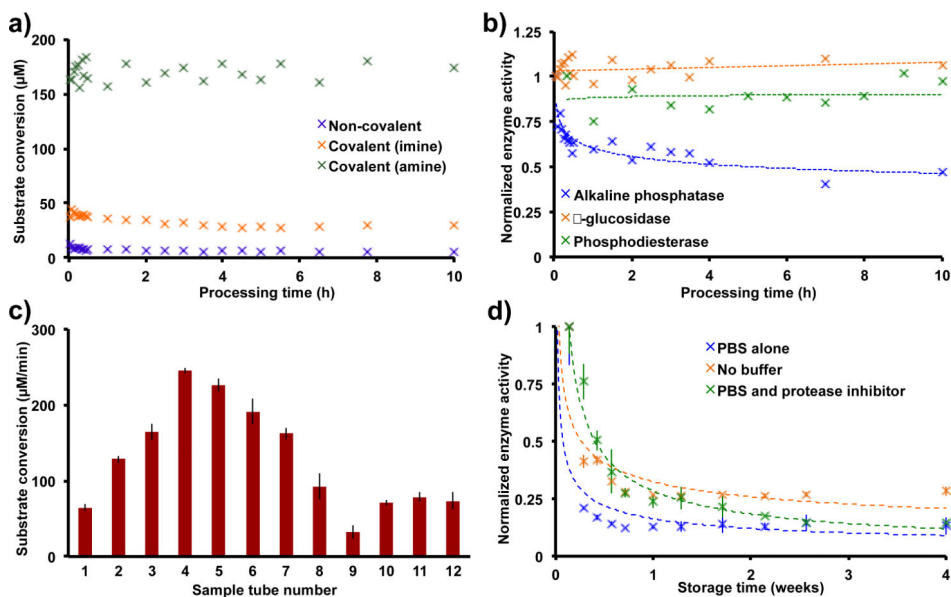 a)
Substrate conversion (µM)
200
150
100
50
0
Non-covalent
Covalent (imine)
Covalent (amine)
0 2 4 6 8 10
Processing time (h)
b)
Normalized enzyme activity
1.25
1
0.75
0.5
0.25
0
Alkaline phosphatase
□-glucosidase
Phosphodiesterase
0 2 4 6 8 10
Processing time (h)
c)
Substrate conversion (µM/min)
300
200
100
0
1 2 3 4 5 6 7 8 9 10 11 12
Sample tube number
d)
Normalized enzyme activity
1
0.75
0.5
0.25
0
PBS alone
No buffer
PBS and protease inhibitor
0 1 2 3 4
Storage time (weeks)